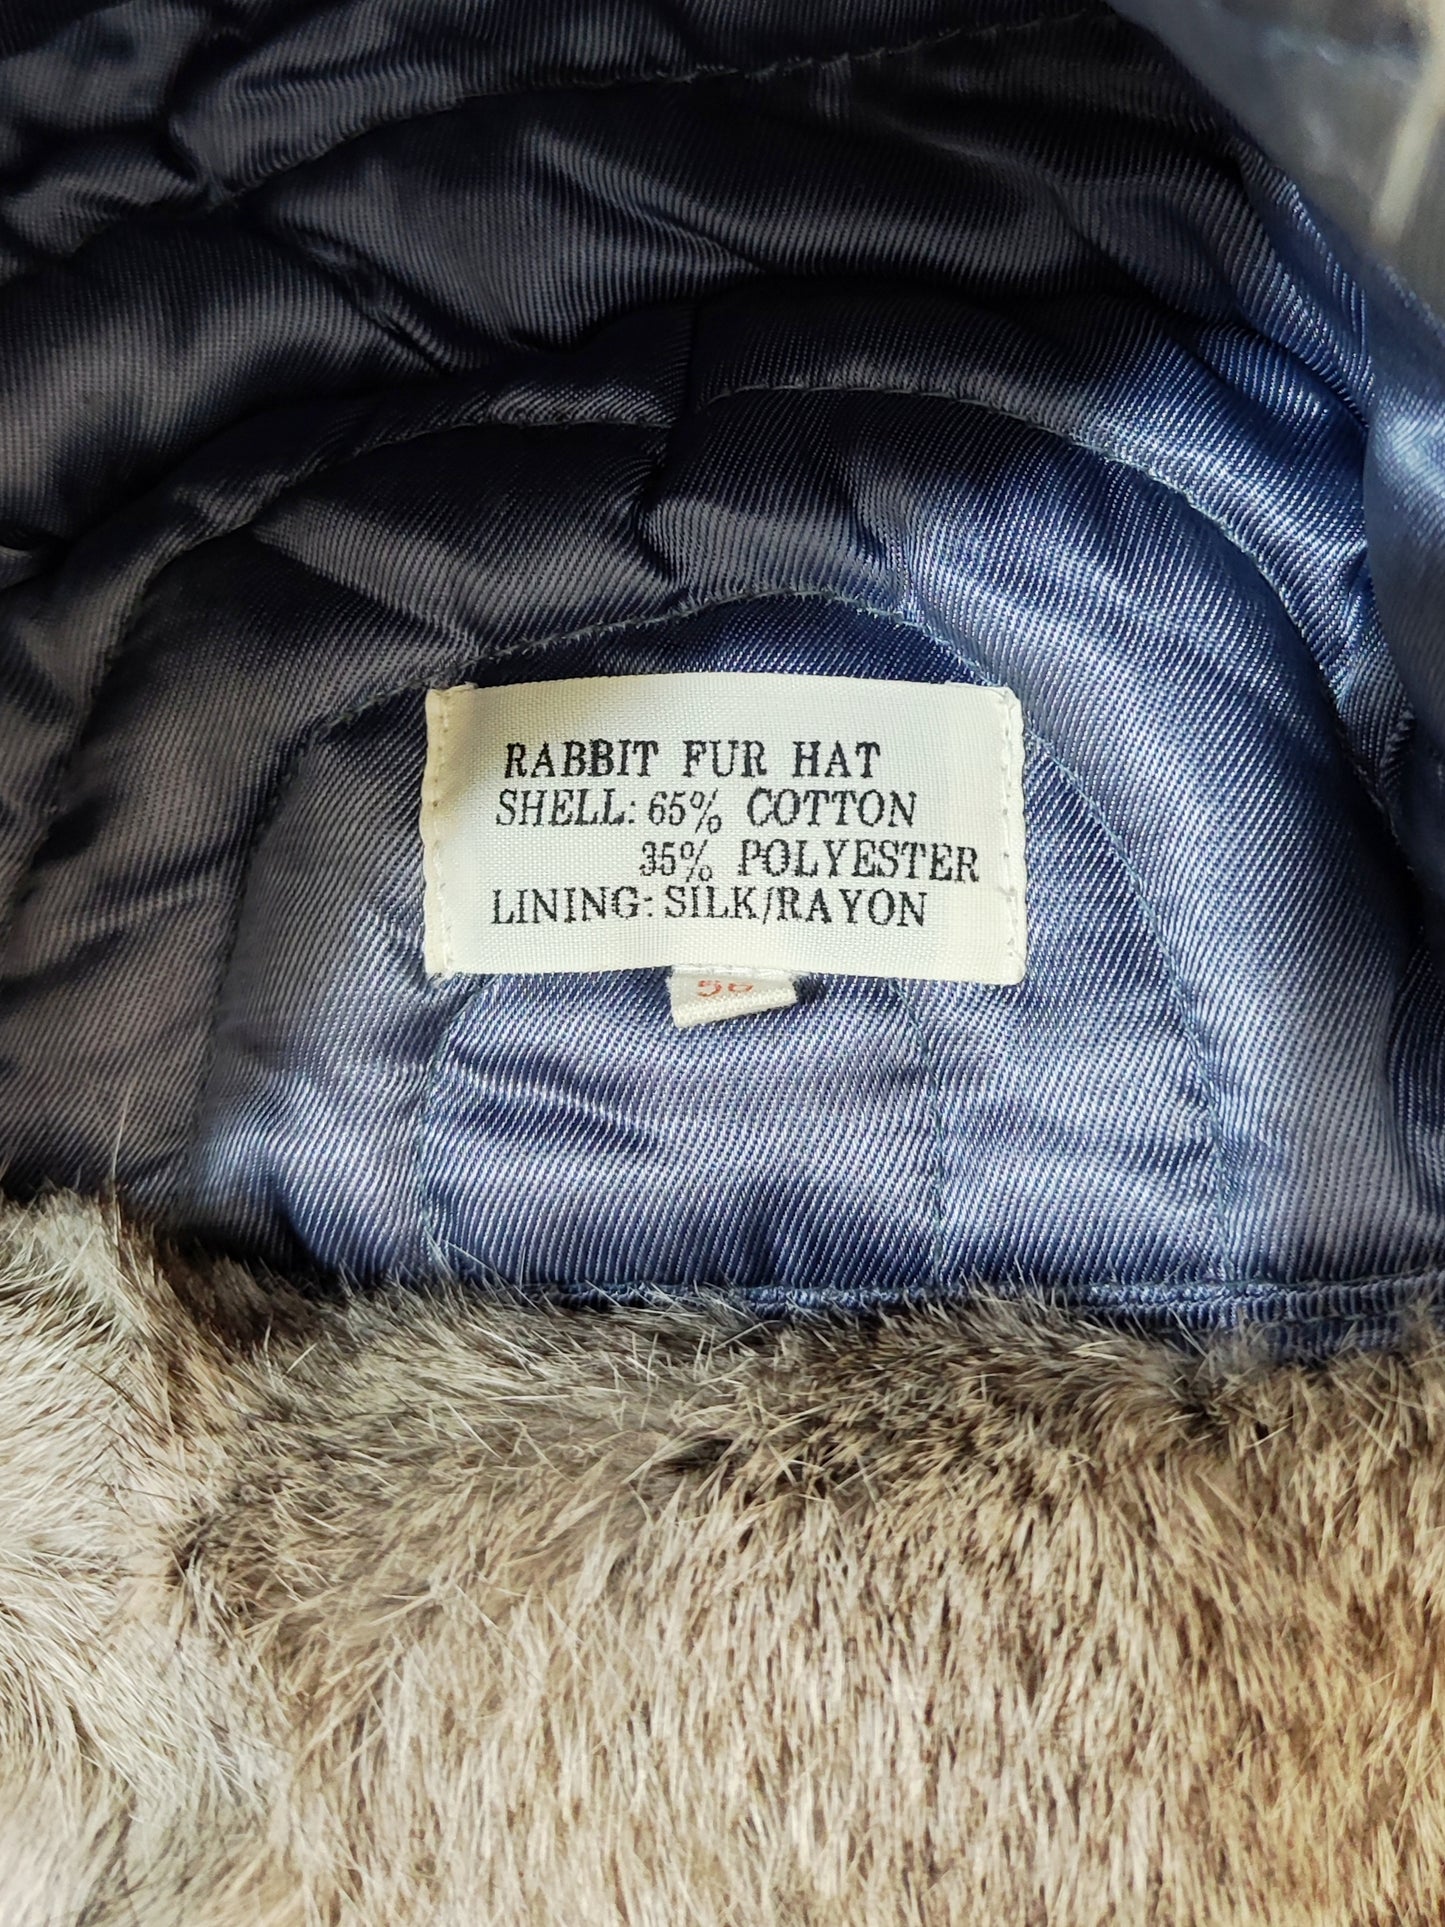 RABBIT FUR HAT
SHELL: 65% COTTON
35% POLYESTER
LINING: SILK/RAYON